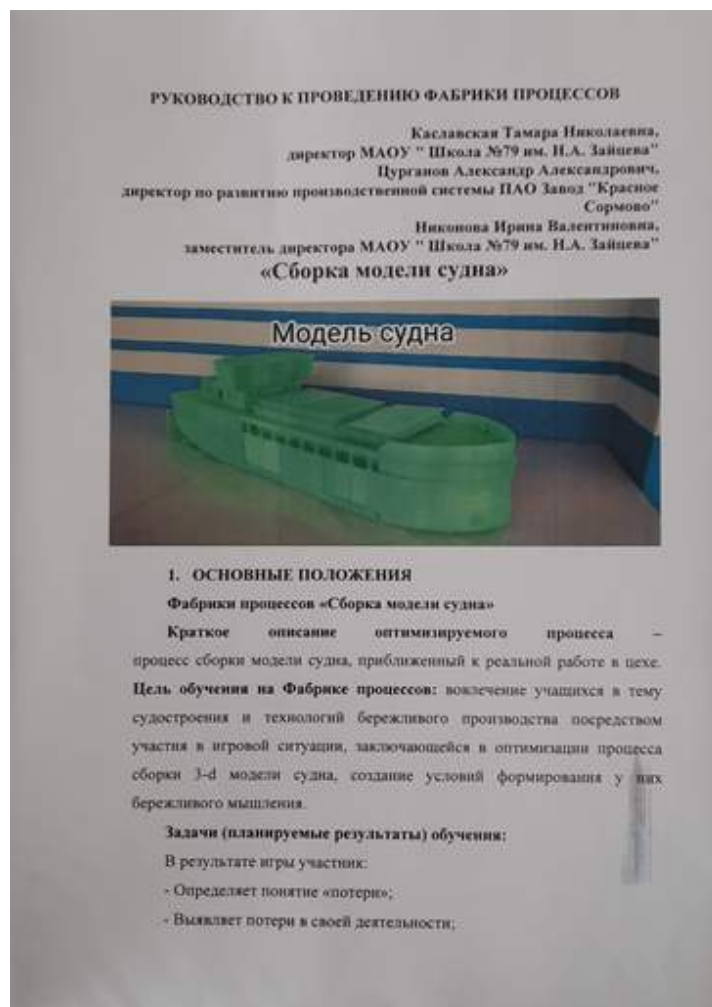 РУКОВОДСТВО К ПРОВЕДЕНИЮ ФАБРИКИ ПРОЦЕССОВ
Каславская Тамара Николаевна,
директор МАОУ " Школа №79 им. Н.А. Зайцева"
Цурганов Александр Александрович,
директор по развитию производственной системы ПАО Завод "Красное
Сормово"
Никонова Ирина Валентиновна,
заместитель директора МАОУ " Школа №79 им. Н.А. Зайцева"
«Сборка модели судна»
Модель судна
1. ОСНОВНЫЕ ПОЛОЖЕНИЯ
Фабрики процессов «Сборка модели судна»
Краткое описание оптимизируемого процесса –
процесс сборки модели судна, приближенный к реальной работе в цехе.
Цель обучения на Фабрике процессов: вовлечение учащихся в тему
судостроения и технологий бережливого производства посредством
участия в игровой ситуации, заключающейся в оптимизации процесса
сборки 3-d модели судна, создание условий формирования у них
бережливого мышления.
Задачи (планируемые результаты) обучения:
В результате игры участник:
- Определяет понятие «потери»;
- Выявляет потери в своей деятельности;